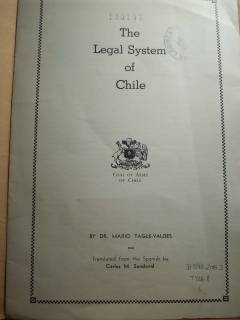 The
Legal System
of
Chile
COAT OF ARMS
OF CHILE
BY DR. MARIO TAGLE-VALDES
Translated from the Spanish by
Carlos M. Sandoval